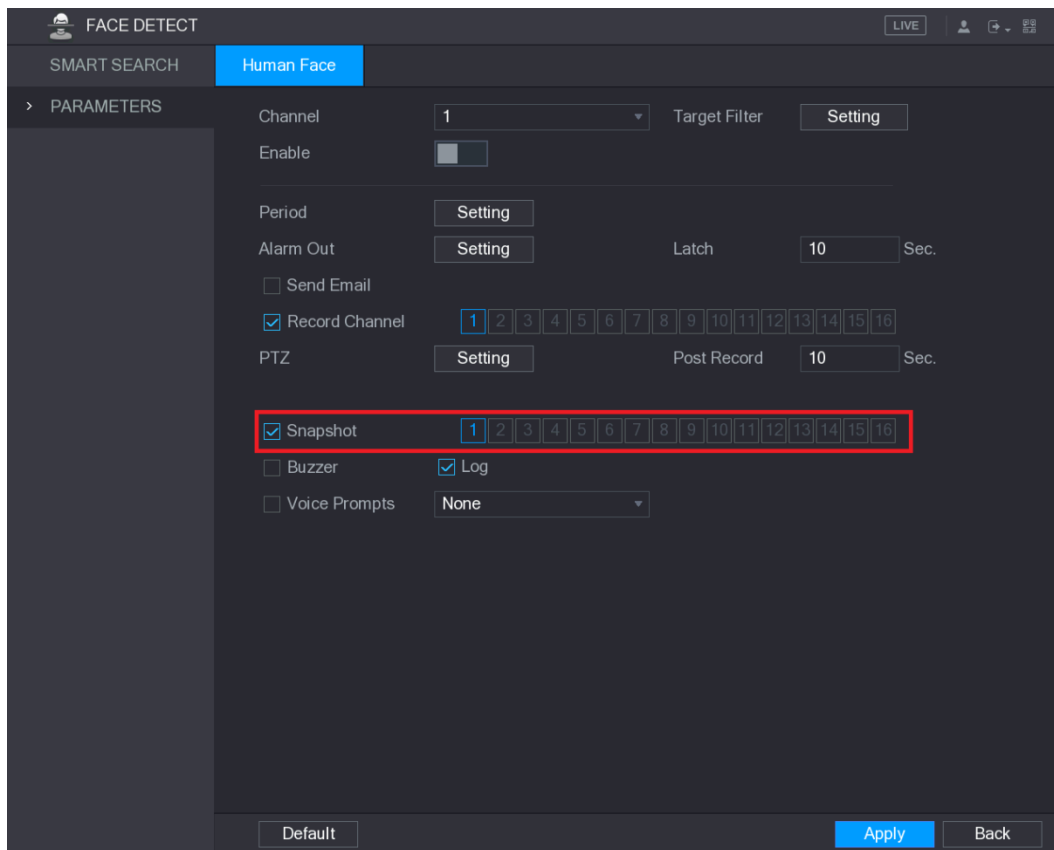 FACE DETECT LIVE
SMART SEARCH Human Face
> PARAMETERS
Channel 1 Target Filter Setting
Enable
Period Setting
Alarm Out Setting Latch 10 Sec.
Send Email
Record Channel 1 2 3 4 5 6 7 8 9 10 11 12 13 14 15 16
PTZ Setting Post Record 10 Sec.
Snapshot 1 2 3 4 5 6 7 8 9 10 11 12 13 14 15 16
Buzzer Log
Voice Prompts None
Default Apply Back